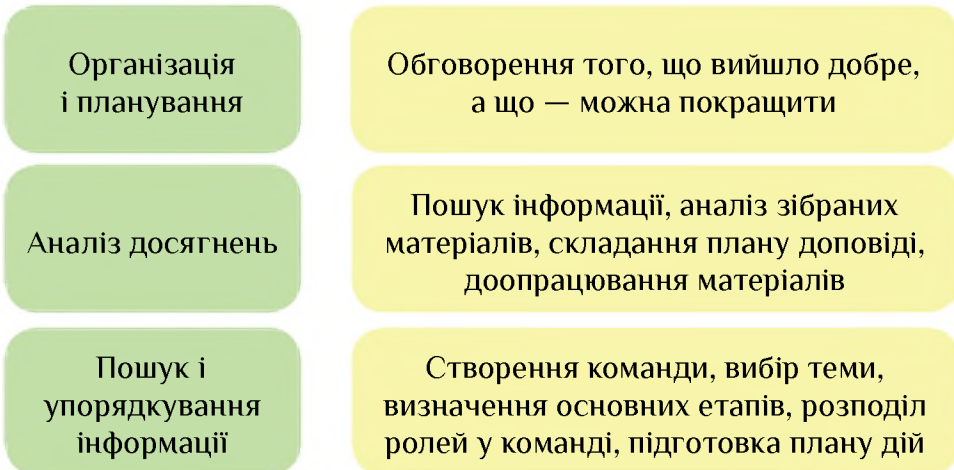 Організація
і планування
Обговорення того, що вийшло добре,
а що — можна покращити
Аналіз досягнень
Пошук інформації, аналіз зібраних
матеріалів, складання плану доповіді,
доопрацювання матеріалів
Пошук і
упорядкування
інформації
Створення команди, вибір теми,
визначення основних етапів, розподіл
ролей у команді, підготовка плану дій